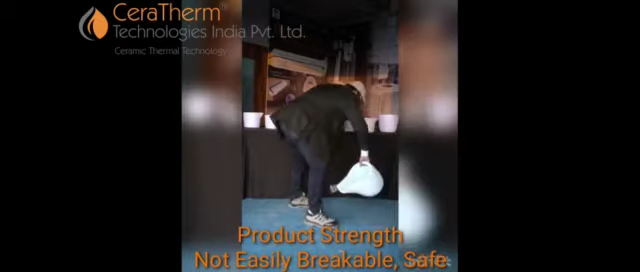 CeraTherm
Technologies India Pvt. Ltd.
Ceramic Thermal Technology
Product Strength
Not Easily Breakable, Safe